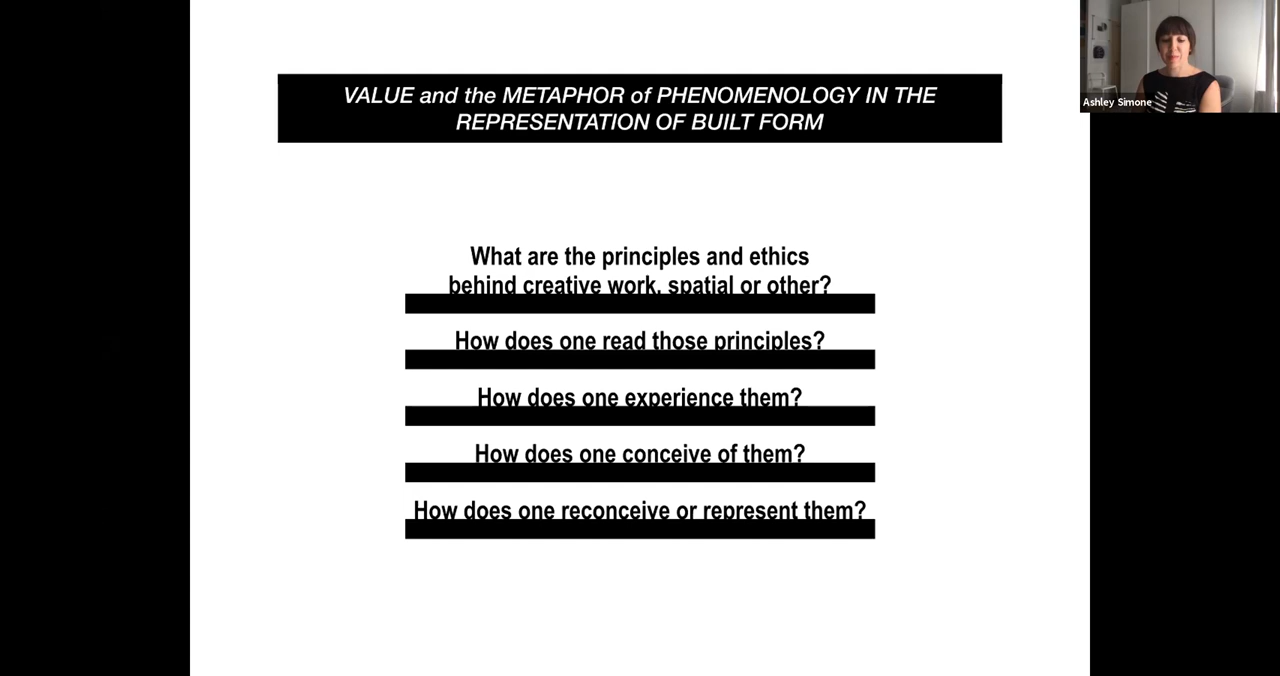 VALUE and the METAPHOR of PHENOMENOLOGY IN THE
REPRESENTATION OF BUILT FORM
Ashley Simone
What are the principles and ethics
behind creative work, spatial or other?
How does one read those principles?
How does one experience them?
How does one conceive of them?
How does one reconceive or represent them?